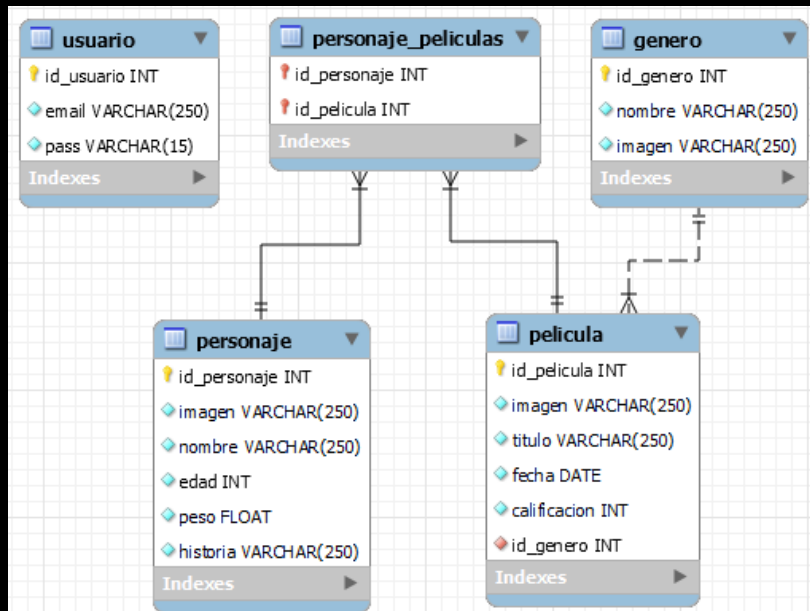 usuario
id_usuario INT
email VARCHAR(250)
pass VARCHAR(15)
Indexes
personaje_peliculas
id_personaje INT
id_pelicula INT
Indexes
genero
id_genero INT
nombre VARCHAR(250)
imagen VARCHAR(250)
Indexes
personaje
id_personaje INT
imagen VARCHAR(250)
nombre VARCHAR(250)
edad INT
peso FLOAT
historia VARCHAR(250)
Indexes
pelicula
id_pelicula INT
imagen VARCHAR(250)
titulo VARCHAR(250)
fecha DATE
calificacion INT
id_genero INT
Indexes